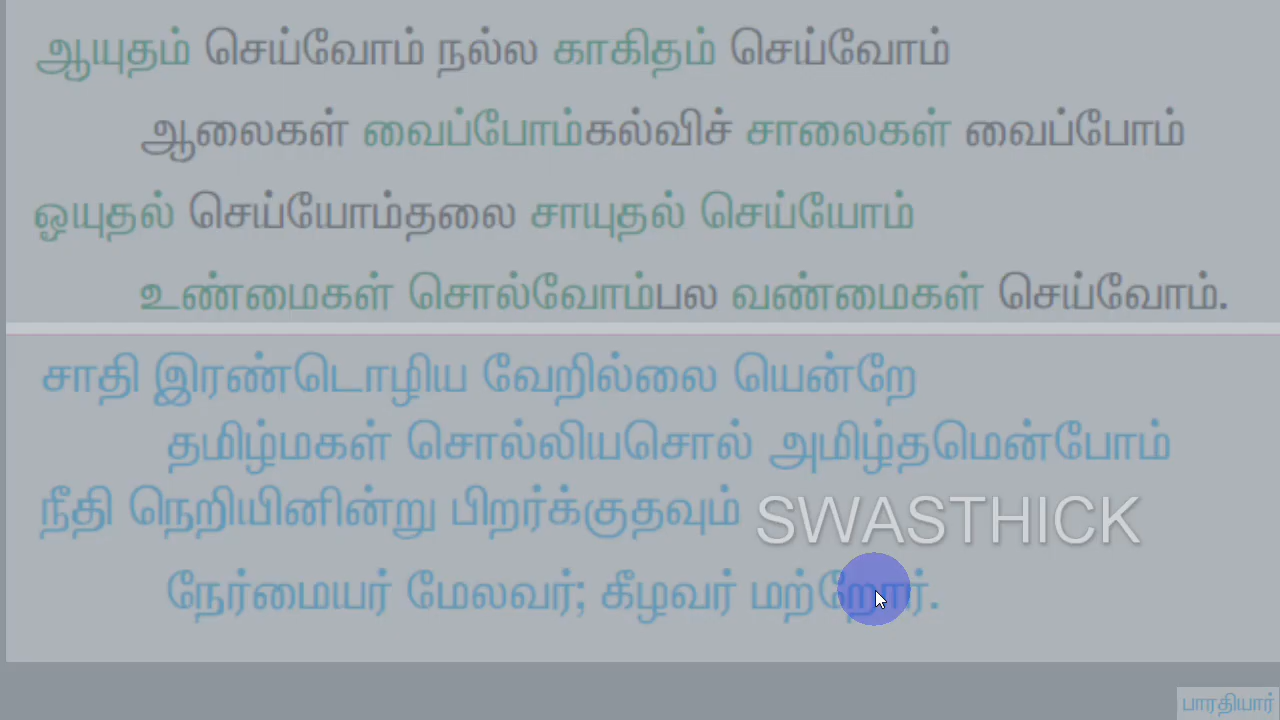 ஆயுதம் செய்வோம் நல்ல காகிதம் செய்வோம்
ஆலைகள் வைப்போம்கல்விச் சாலைகள் வைப்போம்
ஒயுதல் செய்யோம்தலை சாயுதல் செய்யோம்
உண்மைகள் சொல்வோம்பல வண்மைகள் செய்வோம்.
சாதி இரண்டொழிய வேறில்லை யென்றே
தமிழ்மகள் சொல்லியசொல் அமிழ்தமென்போம்
நீதி நெறியினின்று பிறர்க்குதவும் SWASTHICK
நேர்மையர் மேலவர்; கீழவர் மற்றோர்.
பாரதியார்